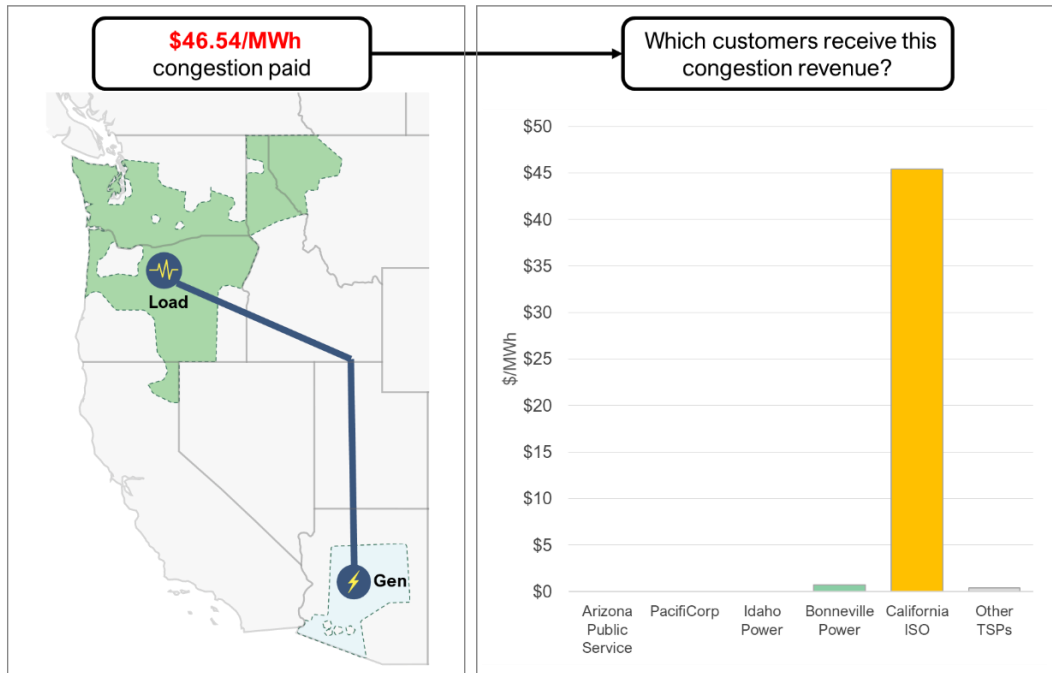 $46.54/MWh
congestion paid
Which customers receive this
congestion revenue?
Load
Gen
$/MWh
$50
$45
$40
$35
$30
$25
$20
$15
$10
$5
$0
Arizona
Public
Service
PacifiCorp
Idaho
Power
Bonneville
Power
California
ISO
Other
TSPs